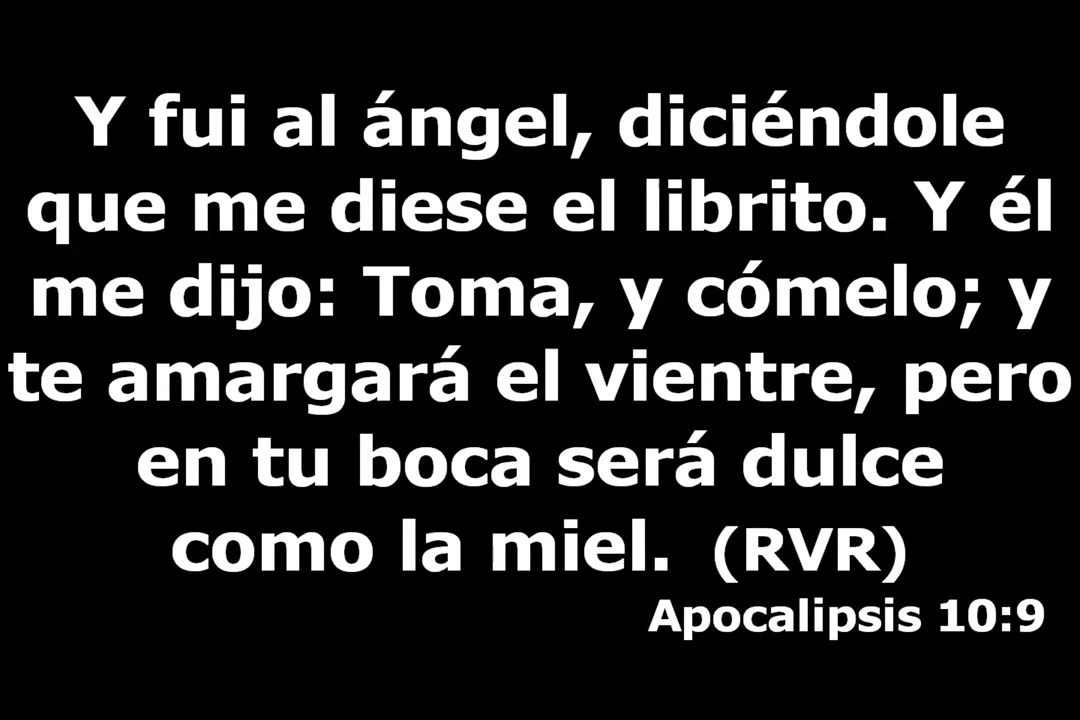 Y fui al ángel, diciéndole
que me diese el librito. Y él
me dijo: Toma, y cómelo; y
te amargará el vientre, pero
en tu boca será dulce
como la miel. (RVR)
Apocalipsis 10:9